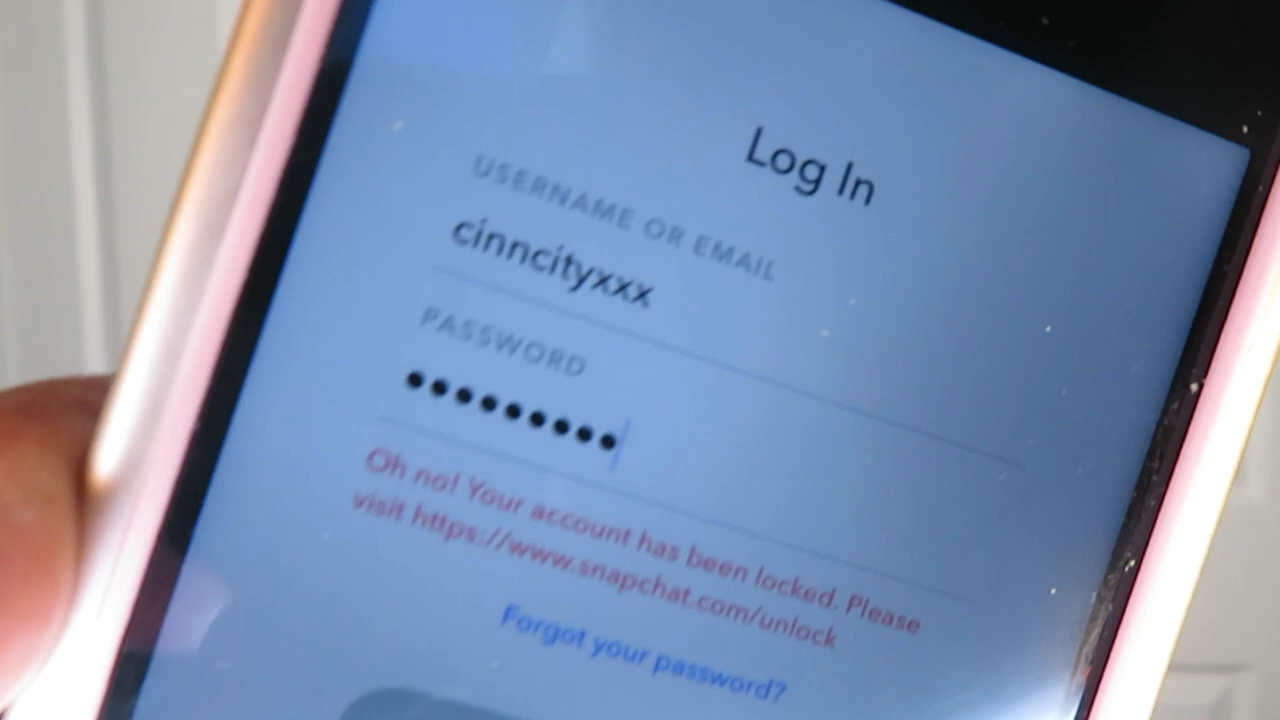 Log In
USERNAME OR EMAIL
cinncityxxx
PASSWORD
•••••••••
Oh no! Your account has been locked. Please
visit https://www.snapchat.com/unlock
Forgot your password?